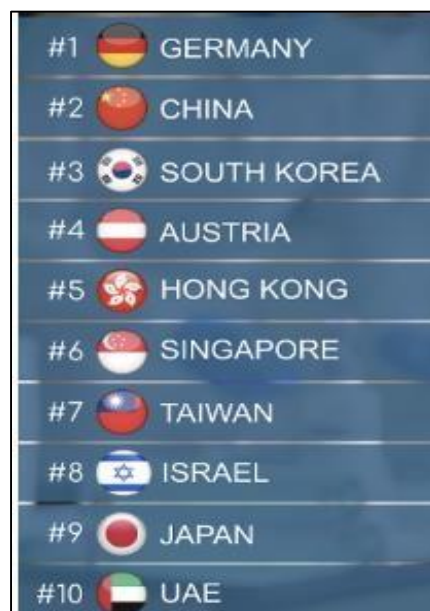 #1 GERMANY
#2 CHINA
#3 SOUTH KOREA
#4 AUSTRIA
#5 HONG KONG
#6 SINGAPORE
#7 TAIWAN
#8 ISRAEL
#9 JAPAN
#10 UAE